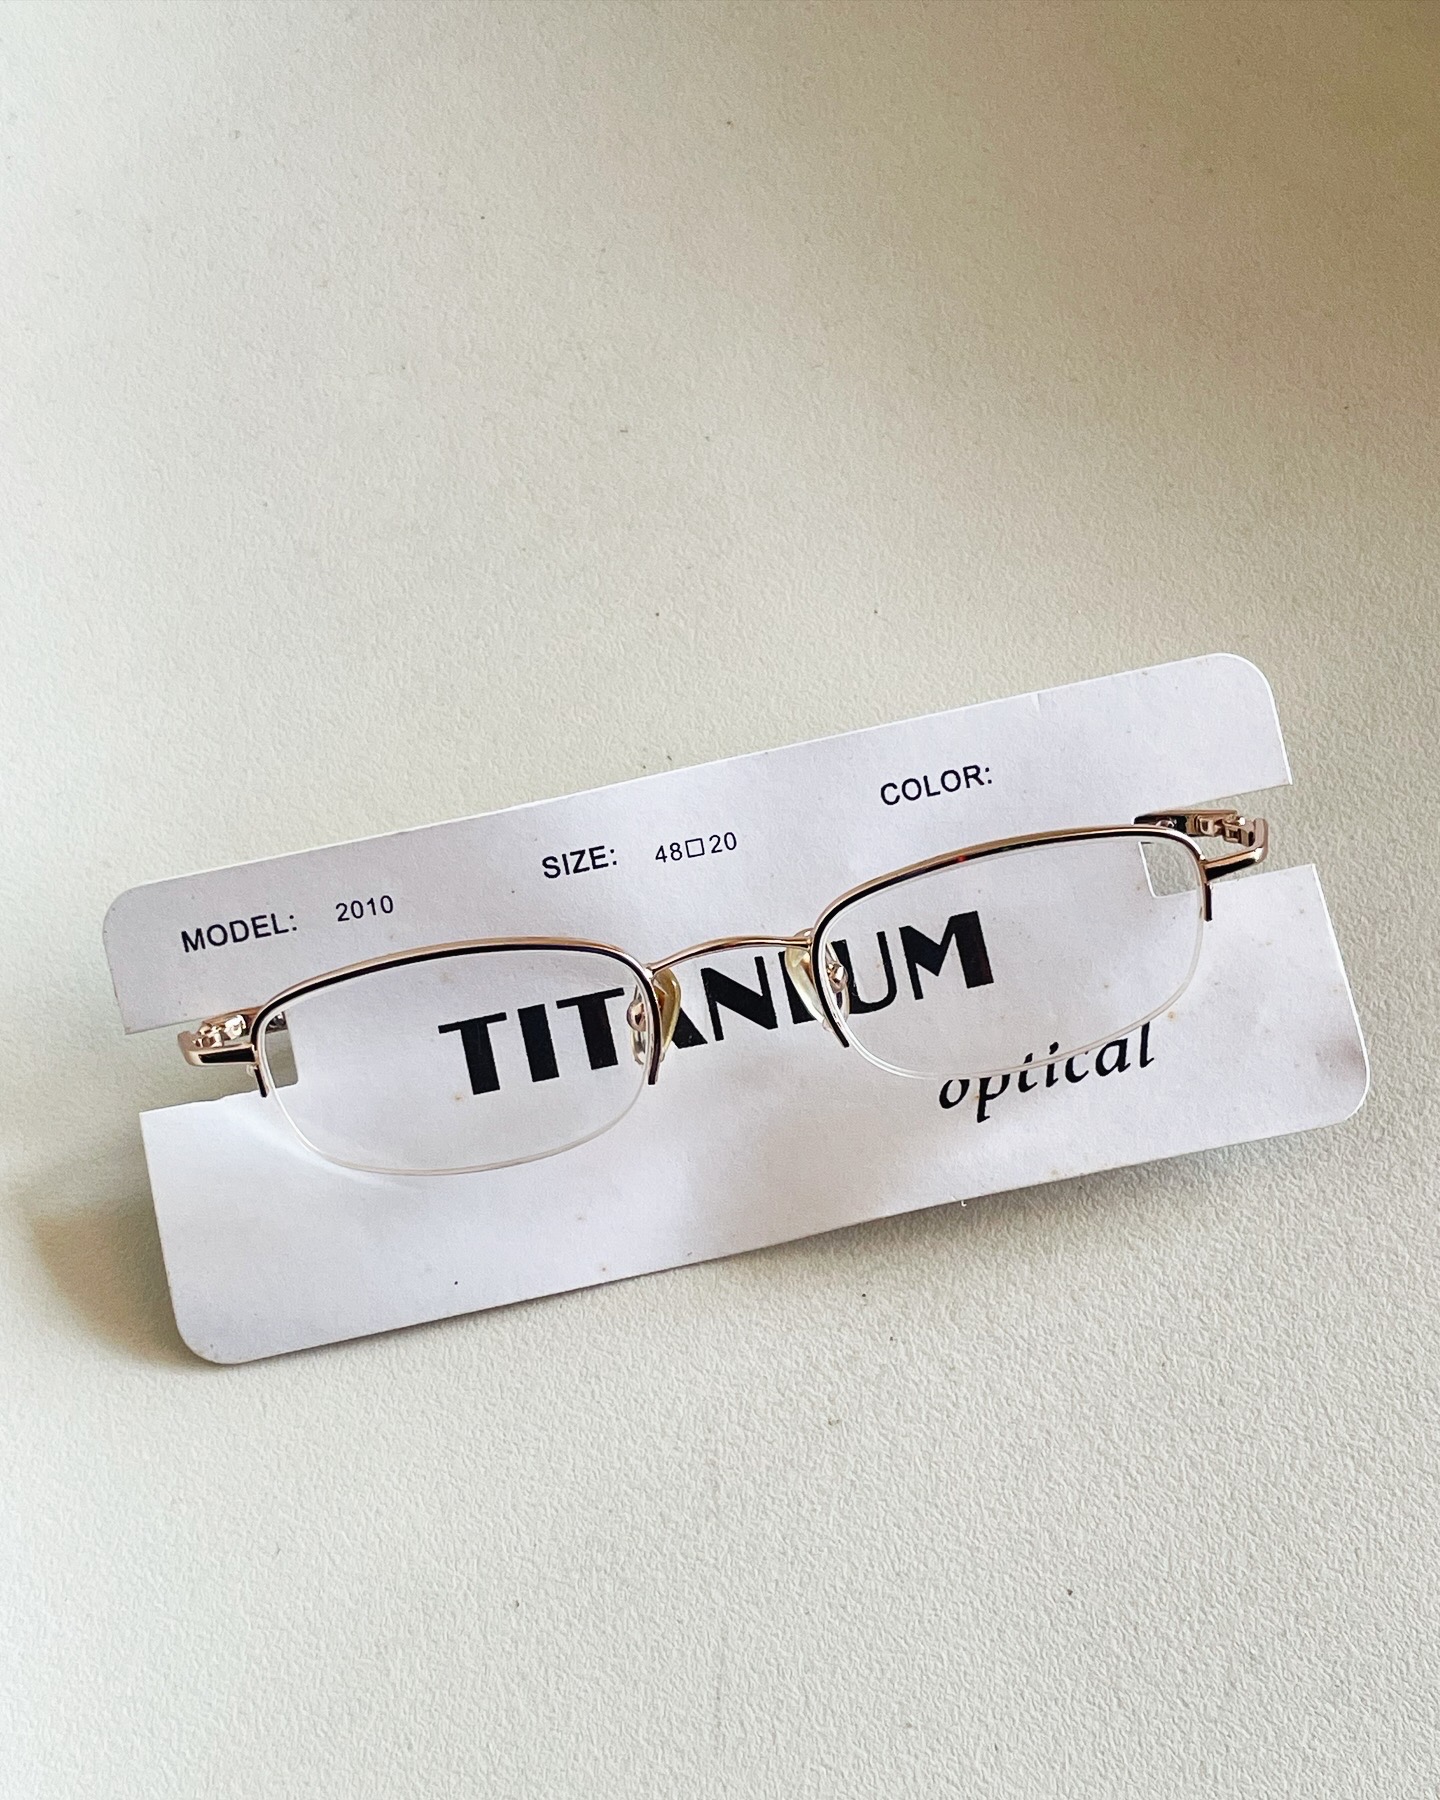 MODEL: 2010 SIZE: 48□20 COLOR:
TITANIUM
optical